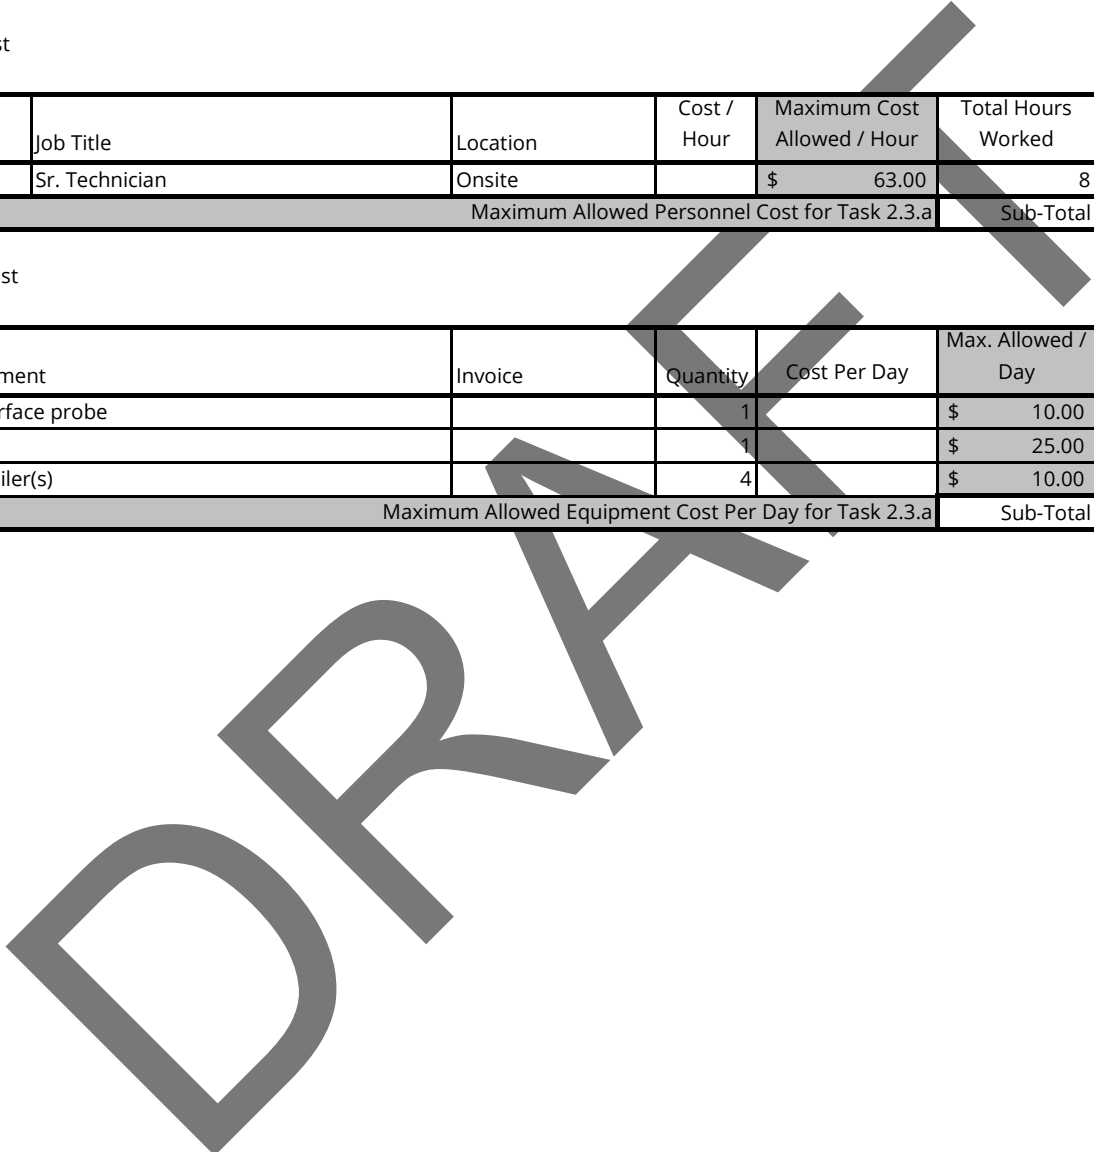 st
Cost / Maximum Cost Total Hours
Job Title Location Hour Allowed / Hour Worked
Sr. Technician Onsite $ 63.00 8
Maximum Allowed Personnel Cost for Task 2.3.a Sub-Total
st
Max. Allowed /
ment Invoice Quantity Cost Per Day Day
rface probe 1 $ 10.00
1 $ 25.00
iler(s) 4 $ 10.00
Maximum Allowed Equipment Cost Per Day for Task 2.3.a Sub-Total
DRAFT